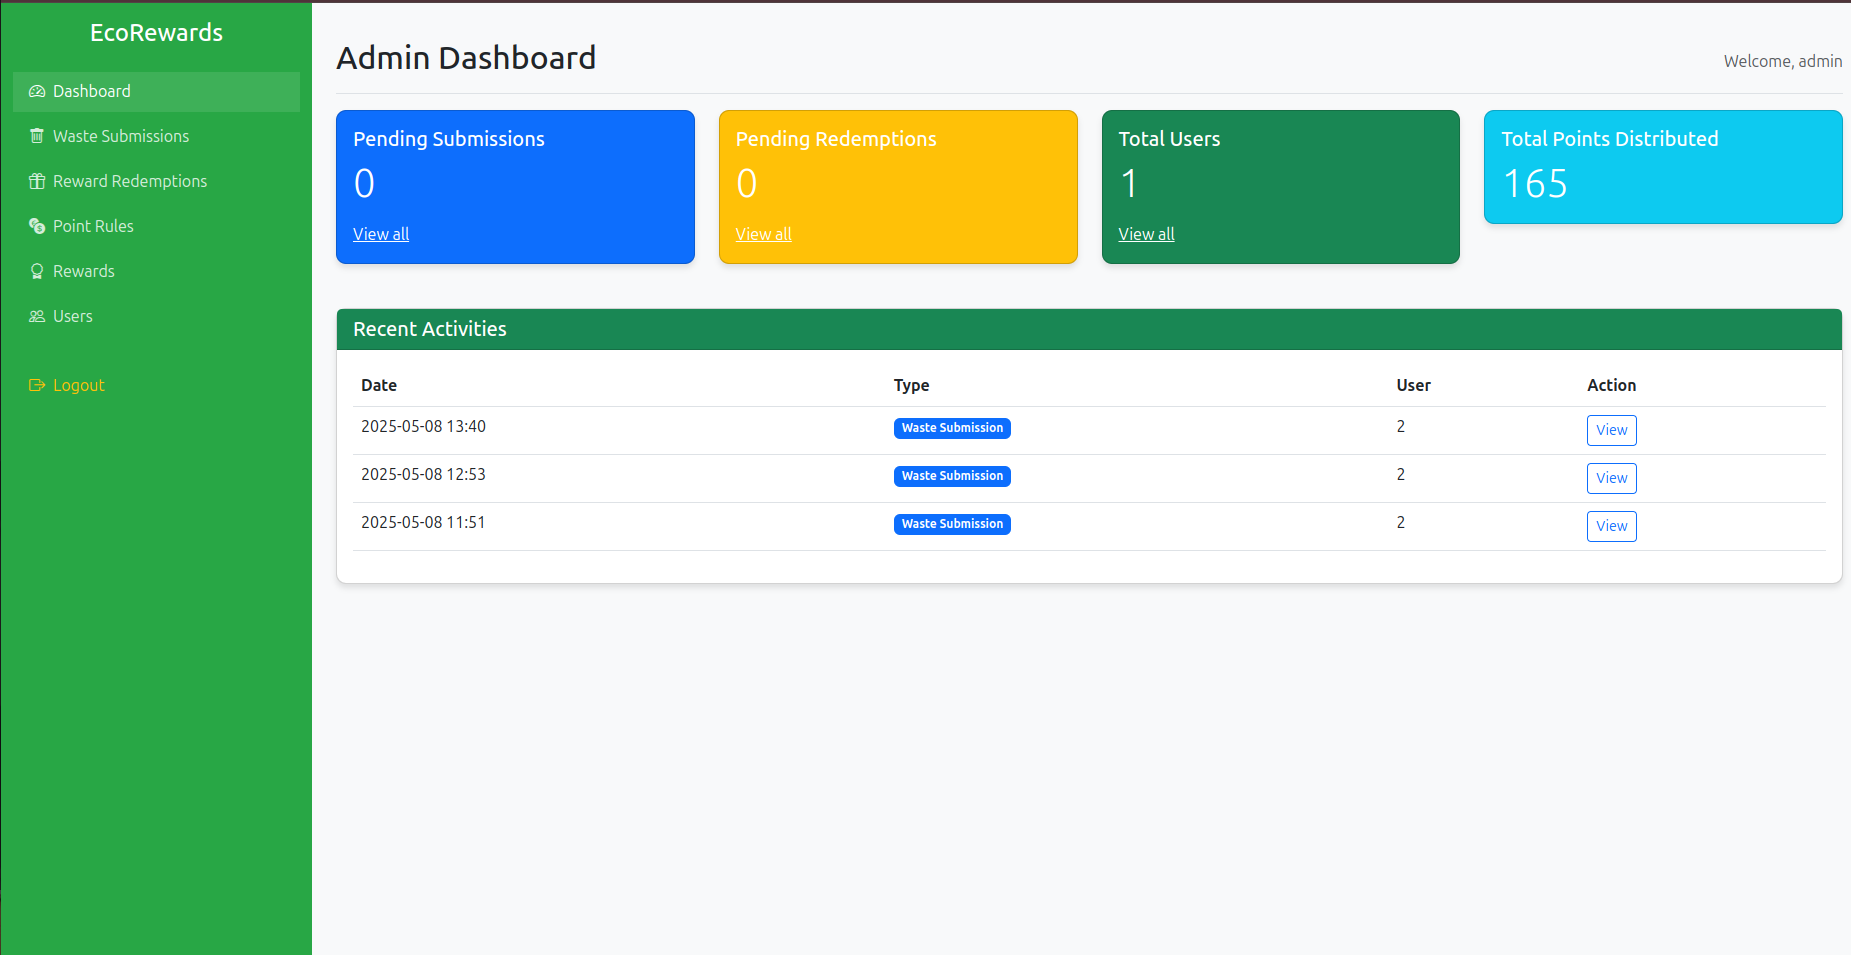 EcoRewards
Dashboard
Waste Submissions
Reward Redemptions
Point Rules
Rewards
Users
Logout
Admin Dashboard
Welcome, admin
Pending Submissions
0
View all
Pending Redemptions
0
View all
Total Users
1
View all
Total Points Distributed
165
Recent Activities
Date Type User Action
2025-05-08 13:40 Waste Submission 2 View
2025-05-08 12:53 Waste Submission 2 View
2025-05-08 11:51 Waste Submission 2 View